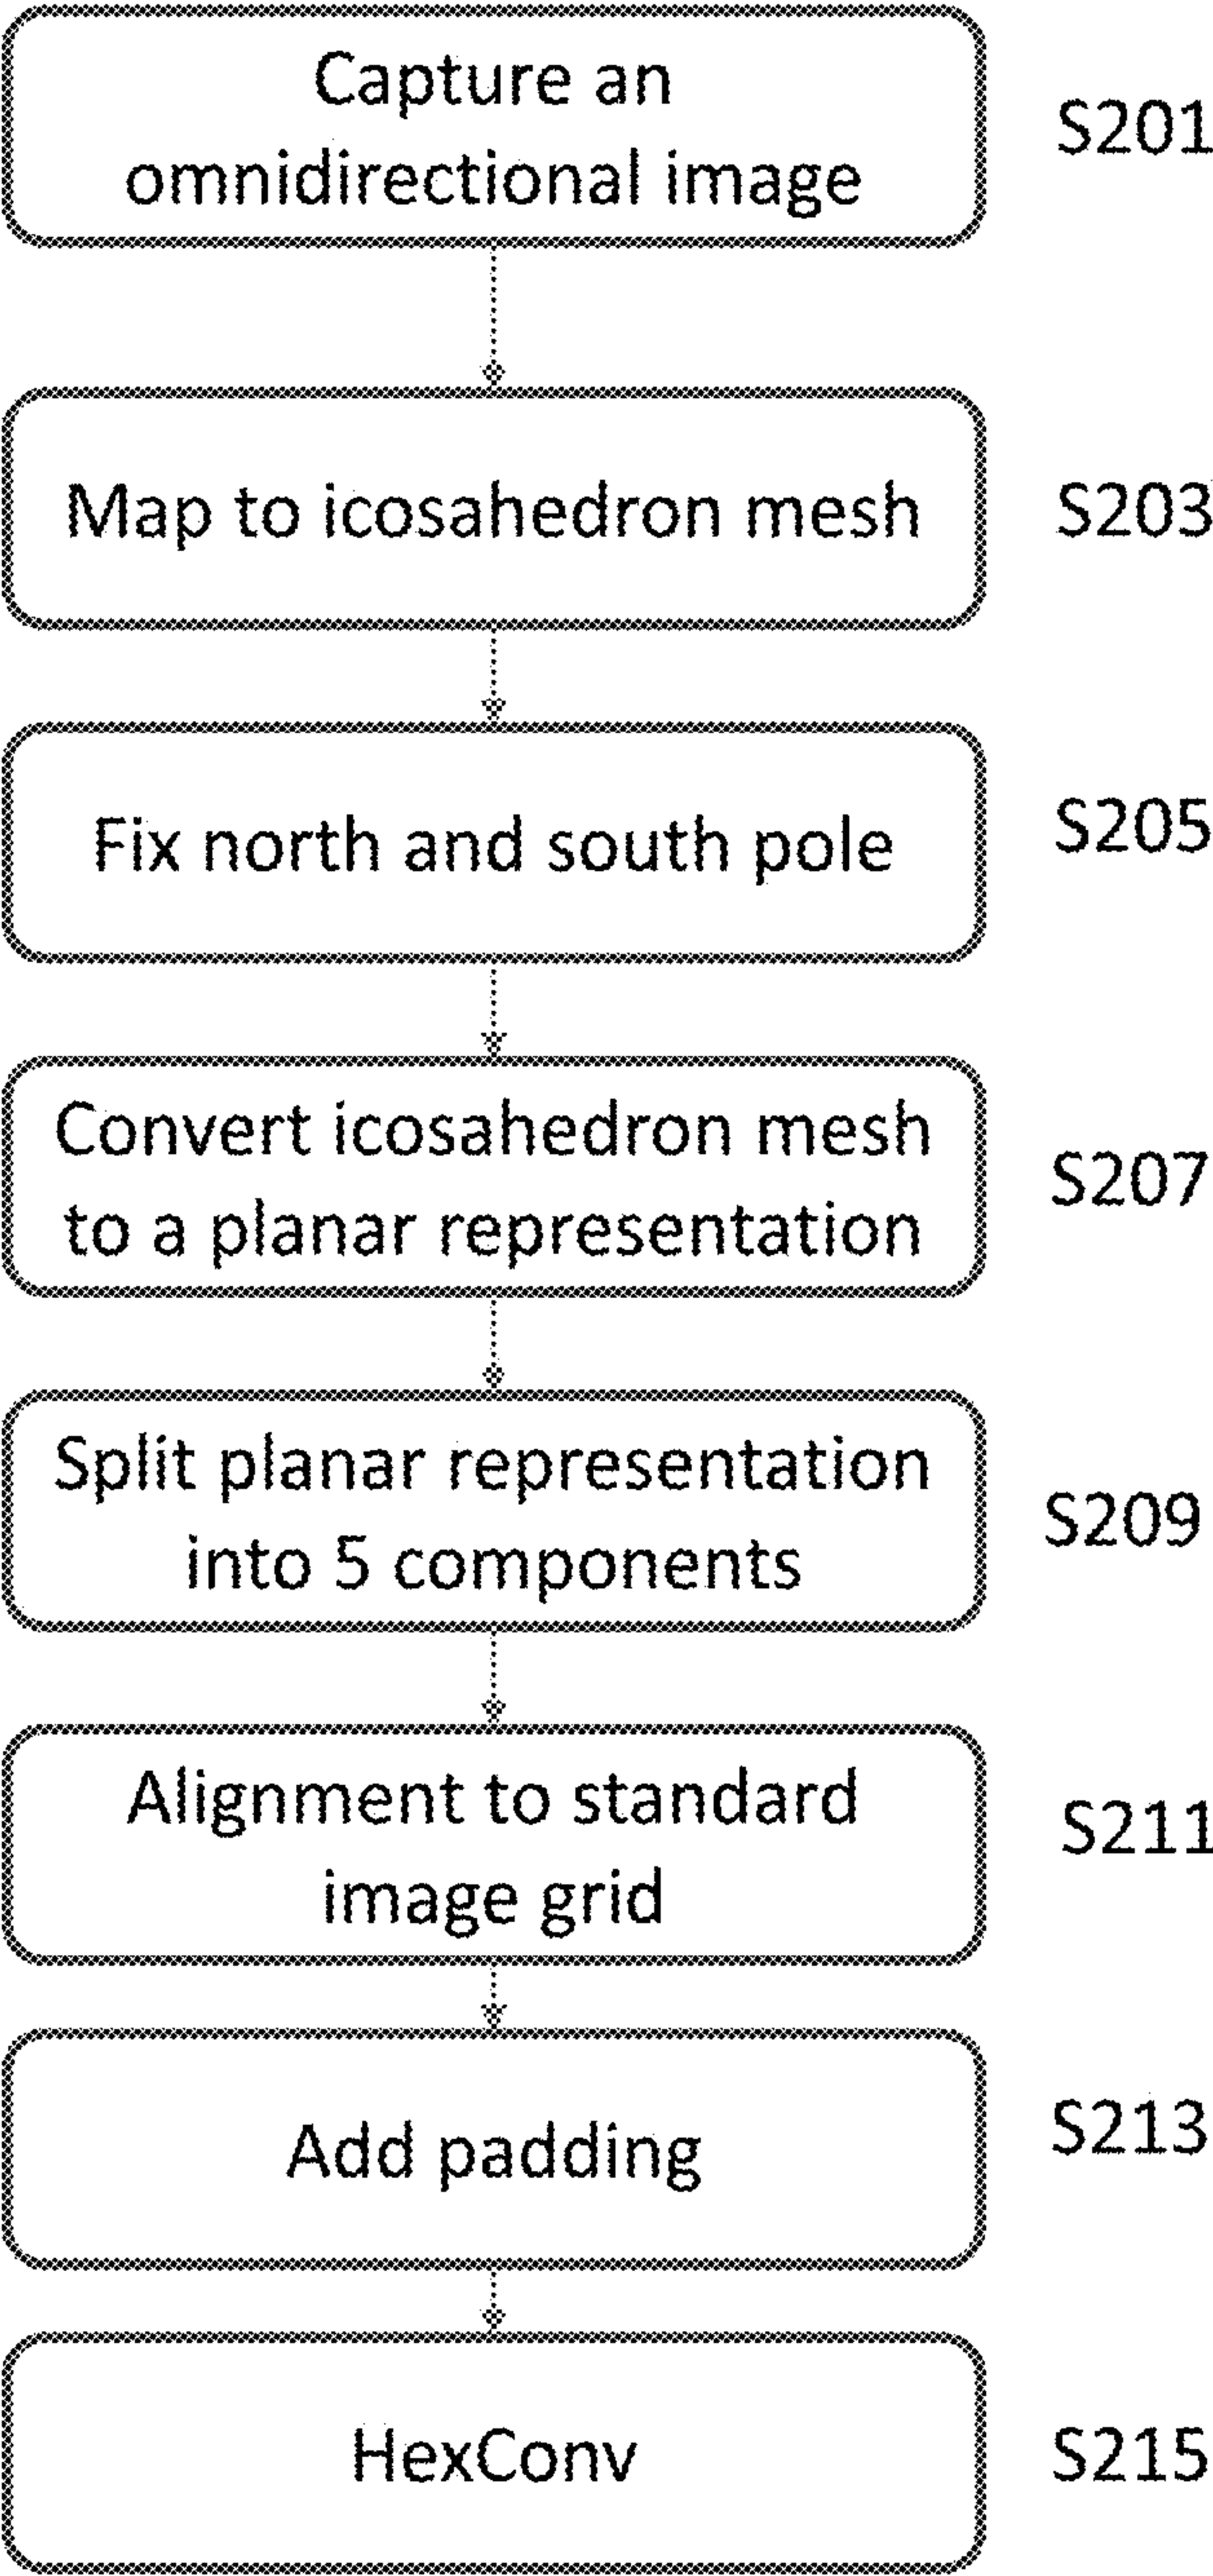 Capture an
omnidirectional image
S201
Map to icosahedron mesh
S203
Fix north and south pole
S205
Convert icosahedron mesh
to a planar representation
S207
Split planar representation
into 5 components
S209
Alignment to standard
image grid
S211
Add padding
S213
HexConv
S215